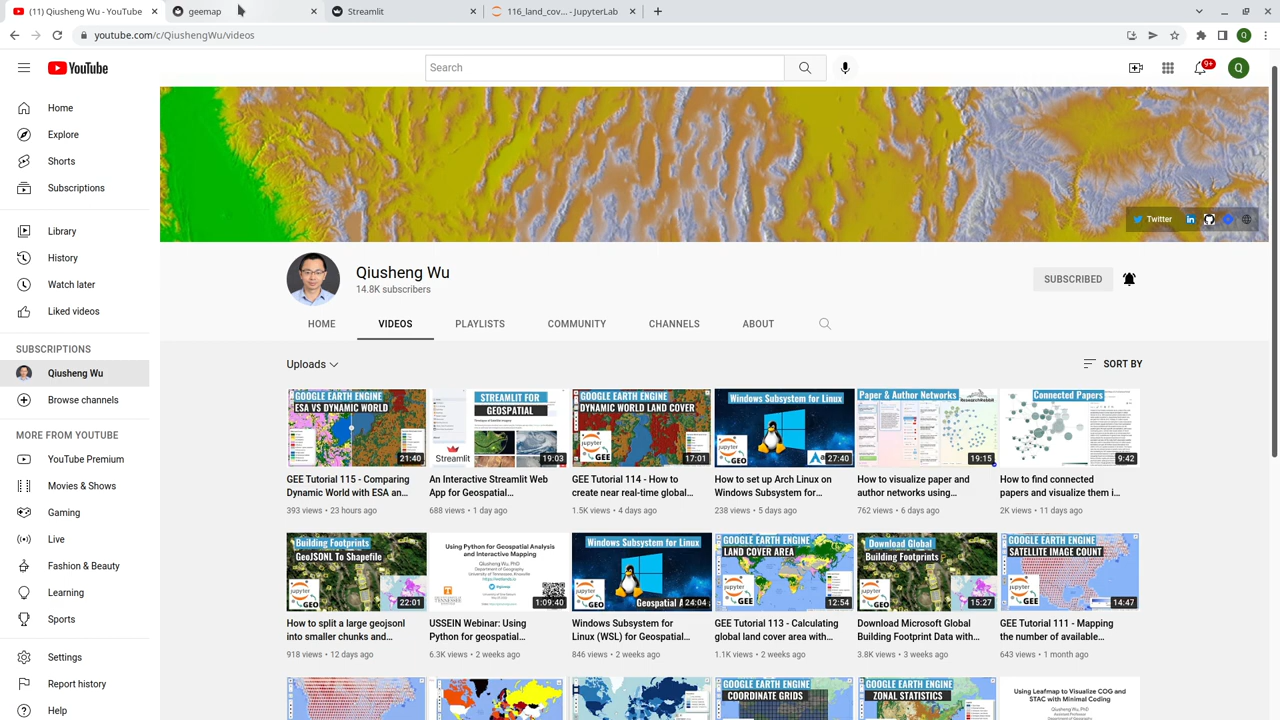 (11) Qiusheng Wu - YouTube
geemap
Streamlit
116_land_cov... - JupyterLab
youtube.com/c/QiushengWu/videos
YouTube
Search
9+
Q
Home
Explore
Shorts
Subscriptions
Library
History
Watch later
Liked videos
SUBSCRIPTIONS
Qiusheng Wu
Browse channels
MORE FROM YOUTUBE
YouTube Premium
Movies & Shows
Gaming
Live
Fashion & Beauty
Learning
Sports
Settings
Report history
Help
Twitter
Qiusheng Wu
14.8K subscribers
SUBSCRIBED
HOME
VIDEOS
PLAYLISTS
COMMUNITY
CHANNELS
ABOUT
Uploads
SORT BY
GOOGLE EARTH ENGINE
ESA VS DYNAMIC WORLD
21:40
GEE Tutorial 115 - Comparing
Dynamic World with ESA an...
393 views • 23 hours ago
STREAMLIT FOR
GEOSPATIAL
Streamlit
19:03
An Interactive Streamlit Web
App for Geospatial...
688 views • 1 day ago
GOOGLE EARTH ENGINE
DYNAMIC WORLD LAND COVER
jupyter
GEE
17:01
GEE Tutorial 114 - How to
create near real-time global...
1.5K views • 4 days ago
Windows Subsystem for Linux
jupyter
GEO
27:40
How to set up Arch Linux on
Windows Subsystem for...
238 views • 5 days ago
Paper & Author Networks
ResearchRabbit
19:15
How to visualize paper and
author networks using...
762 views • 6 days ago
Connected Papers
9:42
How to find connected
papers and visualize them i...
2K views • 11 days ago
Building Footprints
GeoJSONL To Shapefile
jupyter
GEO
22:01
How to split a large geojsonl
into smaller chunks and...
918 views • 12 days ago
Using Python for Geospatial Analysis
and Interactive Mapping
Qiusheng Wu, PhD
1:09:40
USSEIN Webinar: Using
Python for geospatial...
6.3K views • 2 weeks ago
Windows Subsystem for Linux
jupyter
GEO
Geospatial A
24:04
Windows Subsystem for
Linux (WSL) for Geospatial...
846 views • 2 weeks ago
GOOGLE EARTH ENGINE
LAND COVER AREA
jupyter
GEE
12:54
GEE Tutorial 113 - Calculating
global land cover area with...
1.1K views • 2 weeks ago
Download Global
Building Footprints
jupyter
GEO
15:27
Download Microsoft Global
Building Footprint Data with...
3.8K views • 3 weeks ago
GOOGLE EARTH ENGINE
SATELLITE IMAGE COUNT
jupyter
GEE
14:47
GEE Tutorial 111 - Mapping
the number of available...
643 views • 1 month ago
GOOGLE EARTH ENGINE
COORDINATE GRIDS
GOOGLE EARTH ENGINE
ZONAL STATISTICS
Using Leafmap to Visualize COG and
STAC with Minimal Coding
Qiusheng Wu, PhD